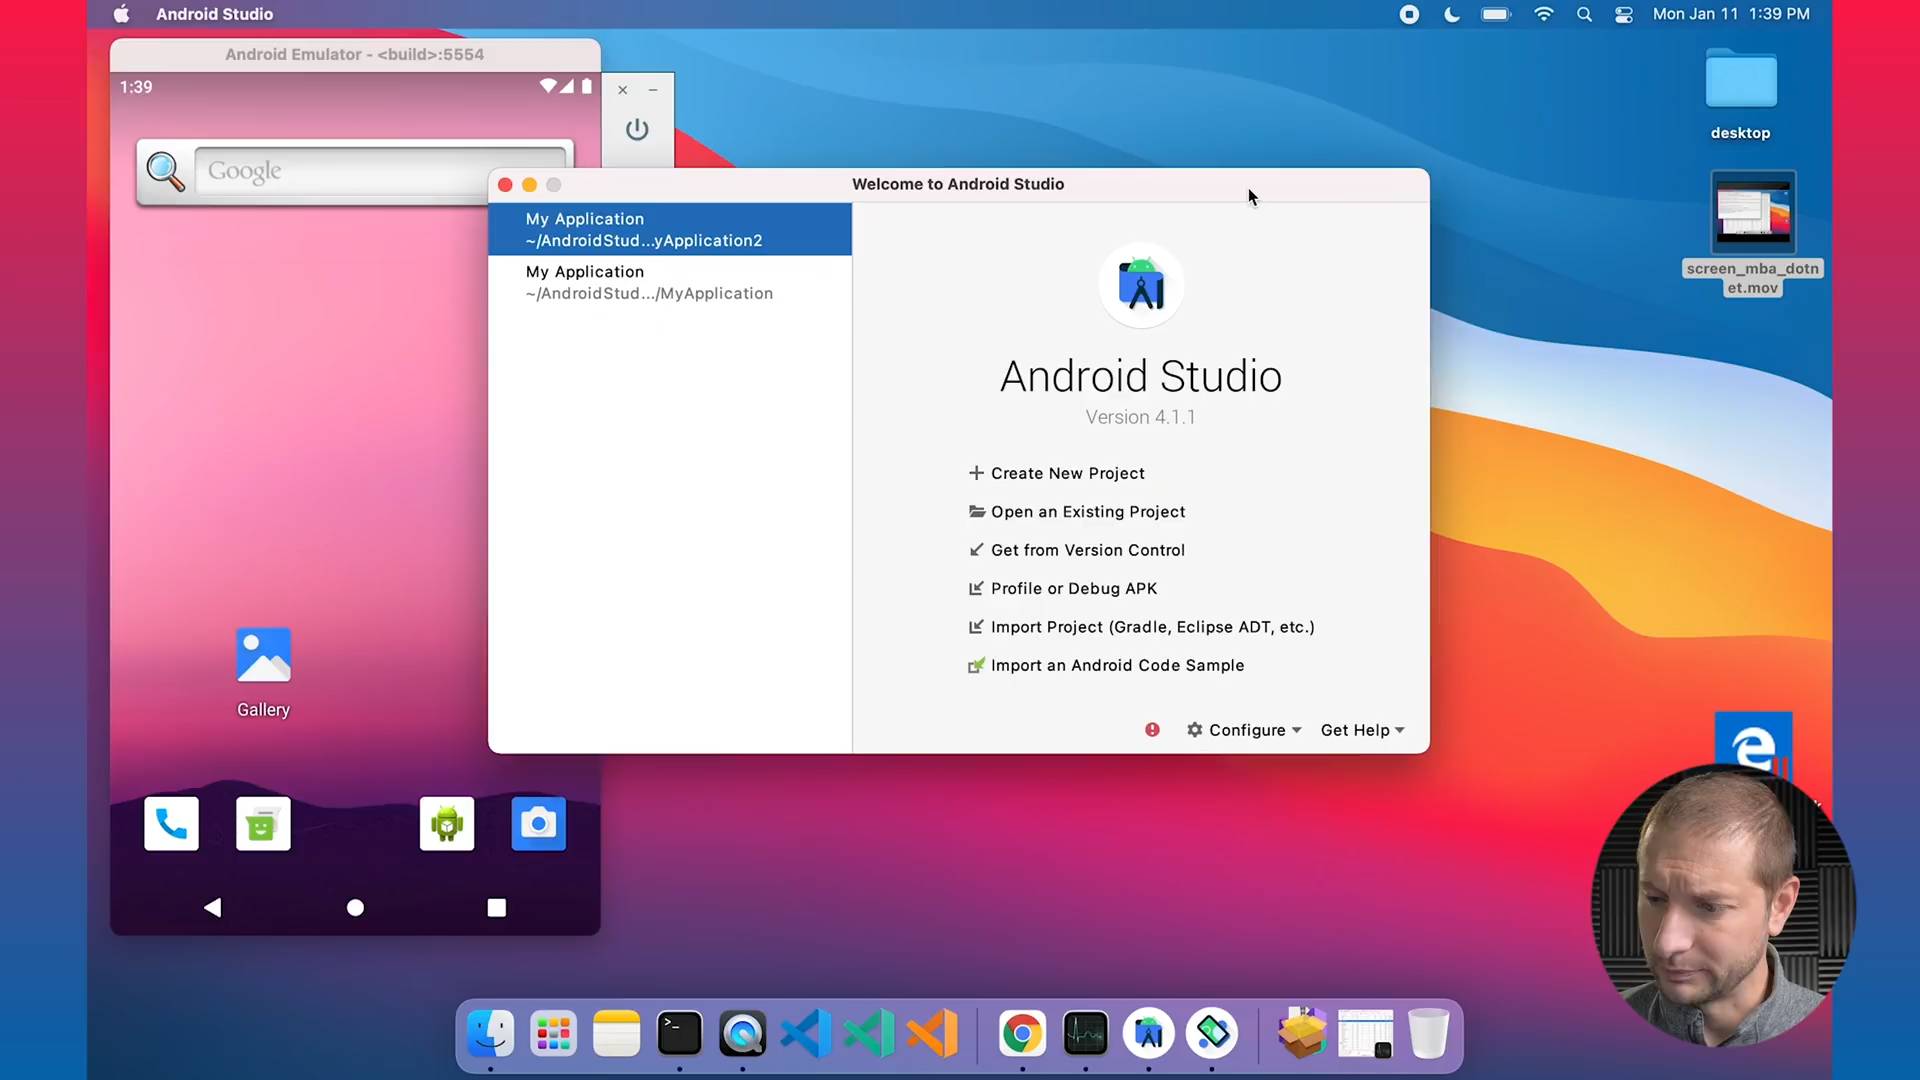 Android Studio
Mon Jan 11 1:39 PM
Android Emulator - <build>:5554
1:39
Google
desktop
screen_mba_dotn
et.mov
Welcome to Android Studio
My Application
~/AndroidStud...yApplication2
My Application
~/AndroidStud.../MyApplication
Android Studio
Version 4.1.1
Create New Project
Open an Existing Project
Get from Version Control
Profile or Debug APK
Import Project (Gradle, Eclipse ADT, etc.)
Import an Android Code Sample
Configure
Get Help
Gallery